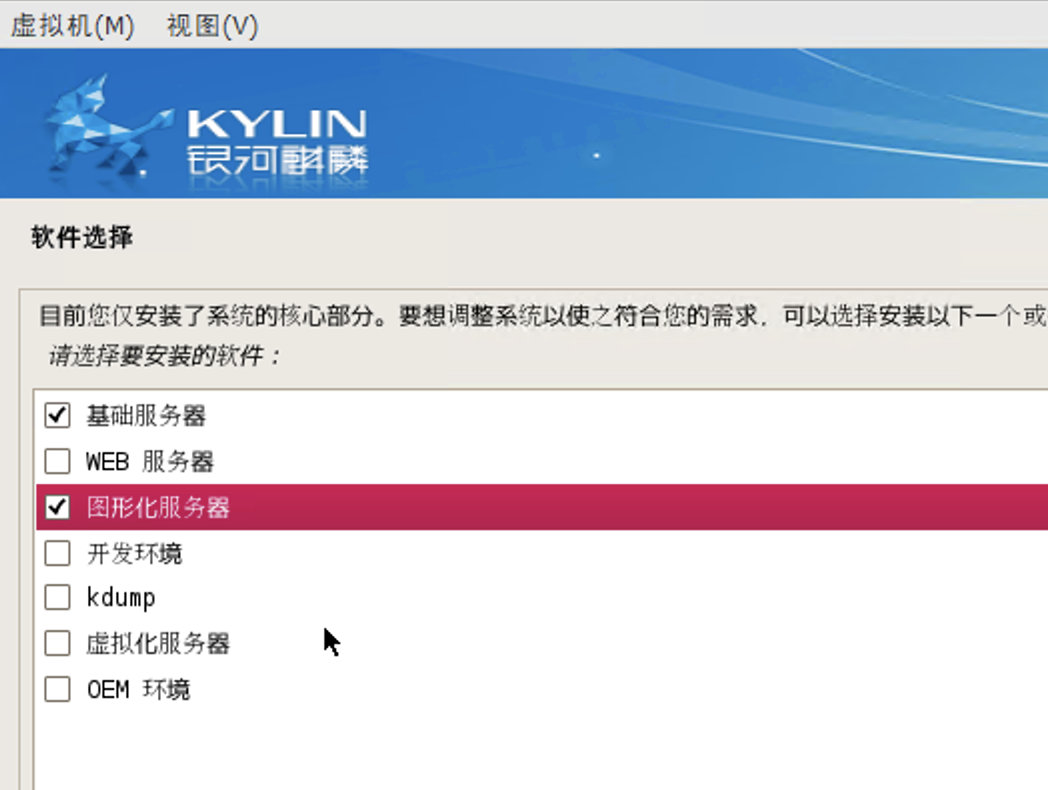 虚拟机(M) 视图(V)
KYLIN
银河麒麟
软件选择
目前您仅安装了系统的核心部分。要想调整系统以使之符合您的需求，可以选择安装以下一个或
请选择要安装的软件：
基础服务器
WEB 服务器
图形化服务器
开发环境
kdump
虚拟化服务器
OEM 环境